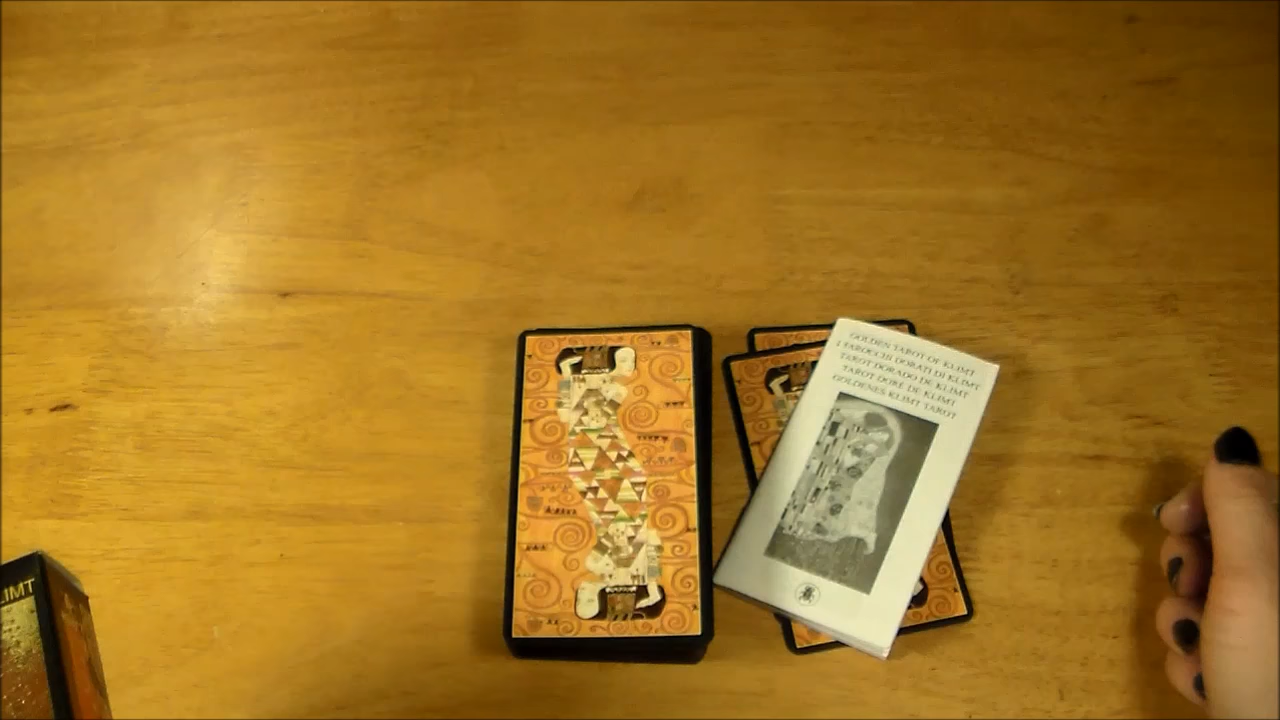 GOLDEN TAROT OF KLIMT
I TAROCCHI DORATI DI KLIMT
TAROT DORADO DE KLIMT
TAROT DORÉ DE KLIMT
GOLDENES KLIMT TAROT
LIMT